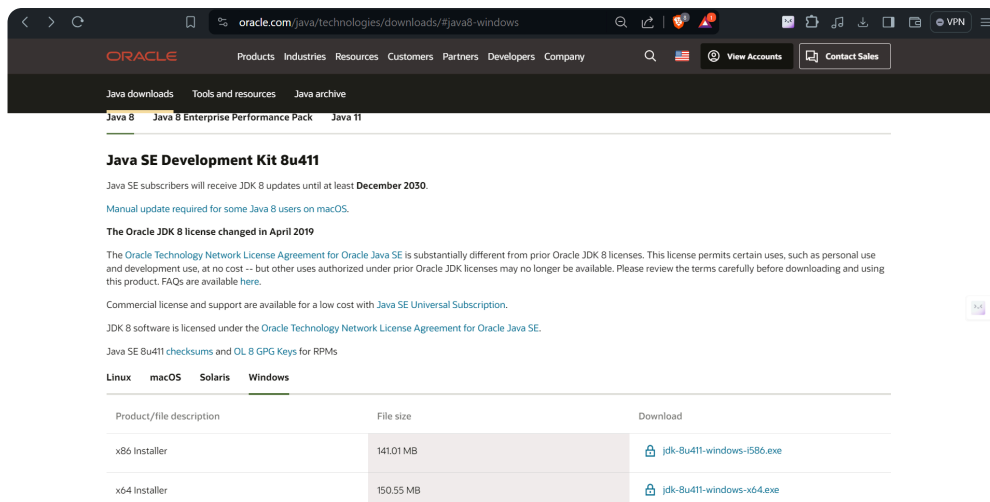 oracle.com/java/technologies/downloads/#java8-windows
VPN
ORACLE
Products Industries Resources Customers Partners Developers Company
View Accounts
Contact Sales
Java downloads Tools and resources Java archive
Java 8 Java 8 Enterprise Performance Pack Java 11
Java SE Development Kit 8u411
Java SE subscribers will receive JDK 8 updates until at least December 2030.
Manual update required for some Java 8 users on macOS.
The Oracle JDK 8 license changed in April 2019
The Oracle Technology Network License Agreement for Oracle Java SE is substantially different from prior Oracle JDK 8 licenses. This license permits certain uses, such as personal use
and development use, at no cost -- but other uses authorized under prior Oracle JDK licenses may no longer be available. Please review the terms carefully before downloading and using
this product. FAQs are available here.
Commercial license and support are available for a low cost with Java SE Universal Subscription.
JDK 8 software is licensed under the Oracle Technology Network License Agreement for Oracle Java SE.
Java SE 8u411 checksums and OL 8 GPG Keys for RPMs
Linux macOS Solaris Windows
Product/file description File size Download
x86 Installer 141.01 MB jdk-8u411-windows-i586.exe
x64 Installer 150.55 MB jdk-8u411-windows-x64.exe